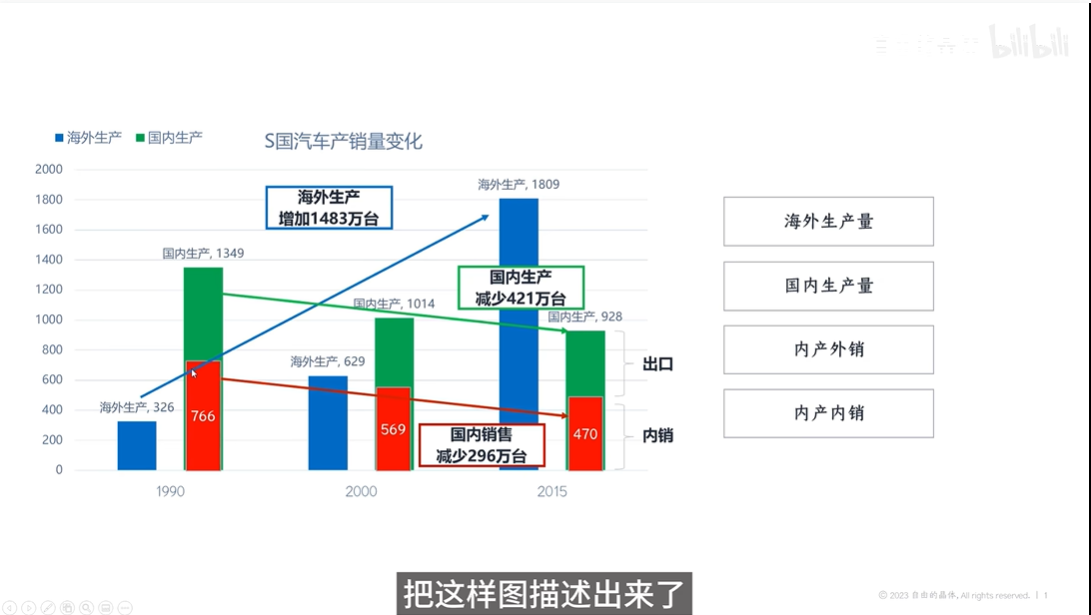 bilibili
海外生产 国内生产
S国汽车产销量变化
2000
1800
1600
1400
1200
1000
800
600
400
200
0
海外生产
增加1483万台
海外生产, 1809
国内生产, 1349
国内生产
减少421万台
国内生产, 1014
国内生产, 928
海外生产, 629
海外生产, 326
出口
766
569
470
内销
国内销售
减少296万台
1990
2000
2015
海外生产量
国内生产量
内产外销
内产内销
把这样图描述出来了
© 2023 自由的晶体, All rights reserved. | 1